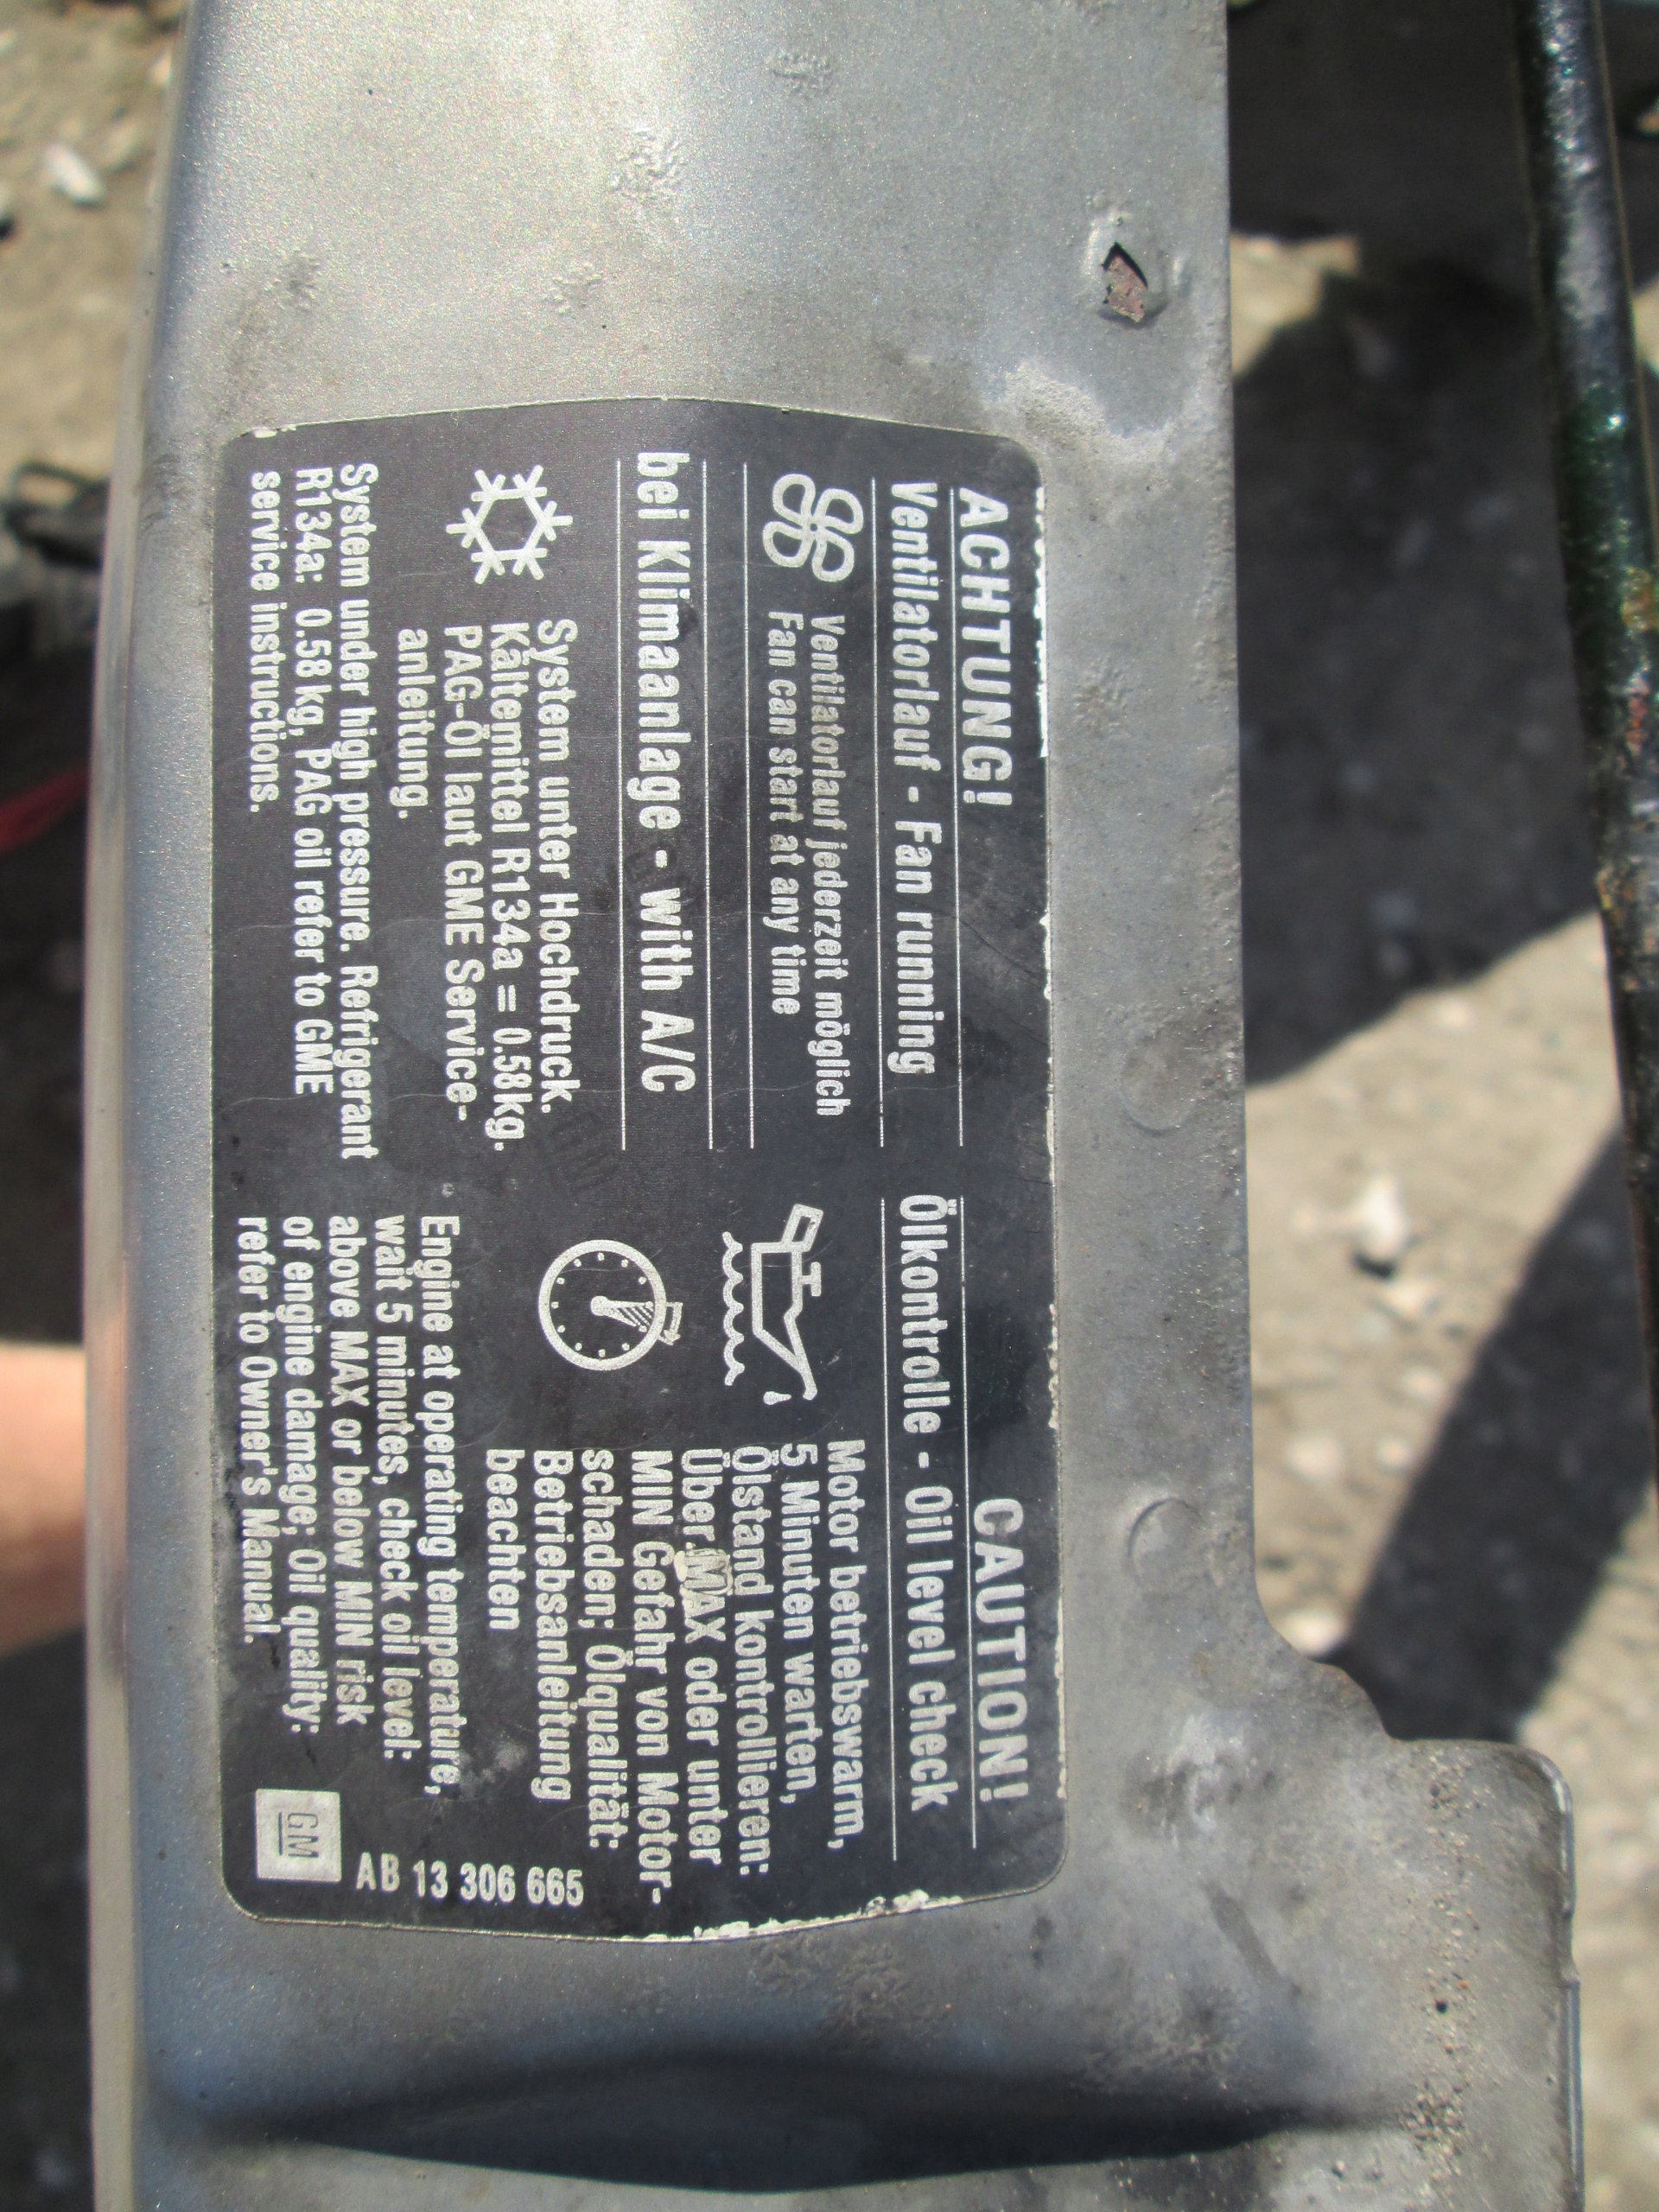 ACHTUNG!
Ventilatorlauf - Fan running
Ventilatorlauf jederzeit möglich
Fan can start at any time
bei Klimaanlage - with A/C
System unter Hochdruck.
Kältemittel R134a = 0.58kg.
PAG-Öl laut GME Service-
anleitung.
System under high pressure. Refrigerant
R134a: 0.58 kg, PAG oil refer to GME
service instructions.
CAUTION!
Ölkontrolle - Oil level check
Motor betriebswarm,
5 Minuten warten,
Ölstand kontrollieren:
Über MAX oder unter
MIN Gefahr von Motor-
schaden; Ölqualität:
Betriebsanleitung
beachten
Engine at operating temperature,
wait 5 minutes, check oil level:
above MAX or below MIN risk
of engine damage; Oil quality:
refer to Owner's Manual.
GM
AB 13 306 665